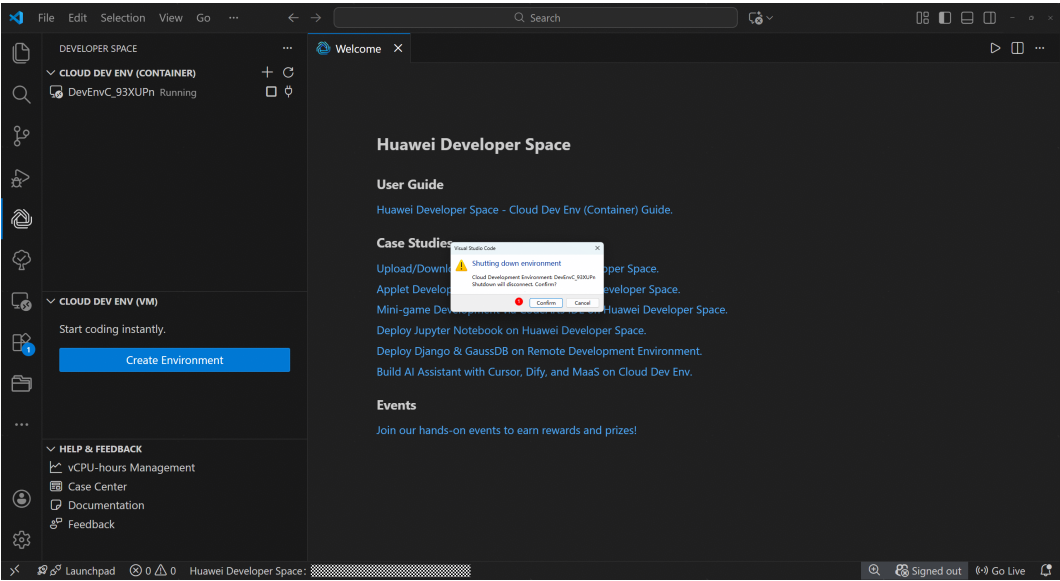 File Edit Selection View Go ··· Search
DEVELOPER SPACE ···
Welcome
CLOUD DEV ENV (CONTAINER)
DevEnvC_93XUPn Running
Huawei Developer Space
User Guide
Huawei Developer Space - Cloud Dev Env (Container) Guide.
Case Studies
Visual Studio Code
Shutting down environment
Cloud Development Environment: DevEnvC_93XUPn
Shutdown will disconnect. Confirm?
1 Confirm Cancel
Upload/Downl oper Space.
Applet Develop eveloper Space.
Mini-game Dev Huawei Developer Space.
Deploy Jupyter Notebook on Huawei Developer Space.
Deploy Django & GaussDB on Remote Development Environment.
Build AI Assistant with Cursor, Dify, and MaaS on Cloud Dev Env.
Events
Join our hands-on events to earn rewards and prizes!
CLOUD DEV ENV (VM)
Start coding instantly.
1
Create Environment
HELP & FEEDBACK
vCPU-hours Management
Case Center
Documentation
Feedback
Launchpad 0 0 Huawei Developer Space: Signed out Go Live